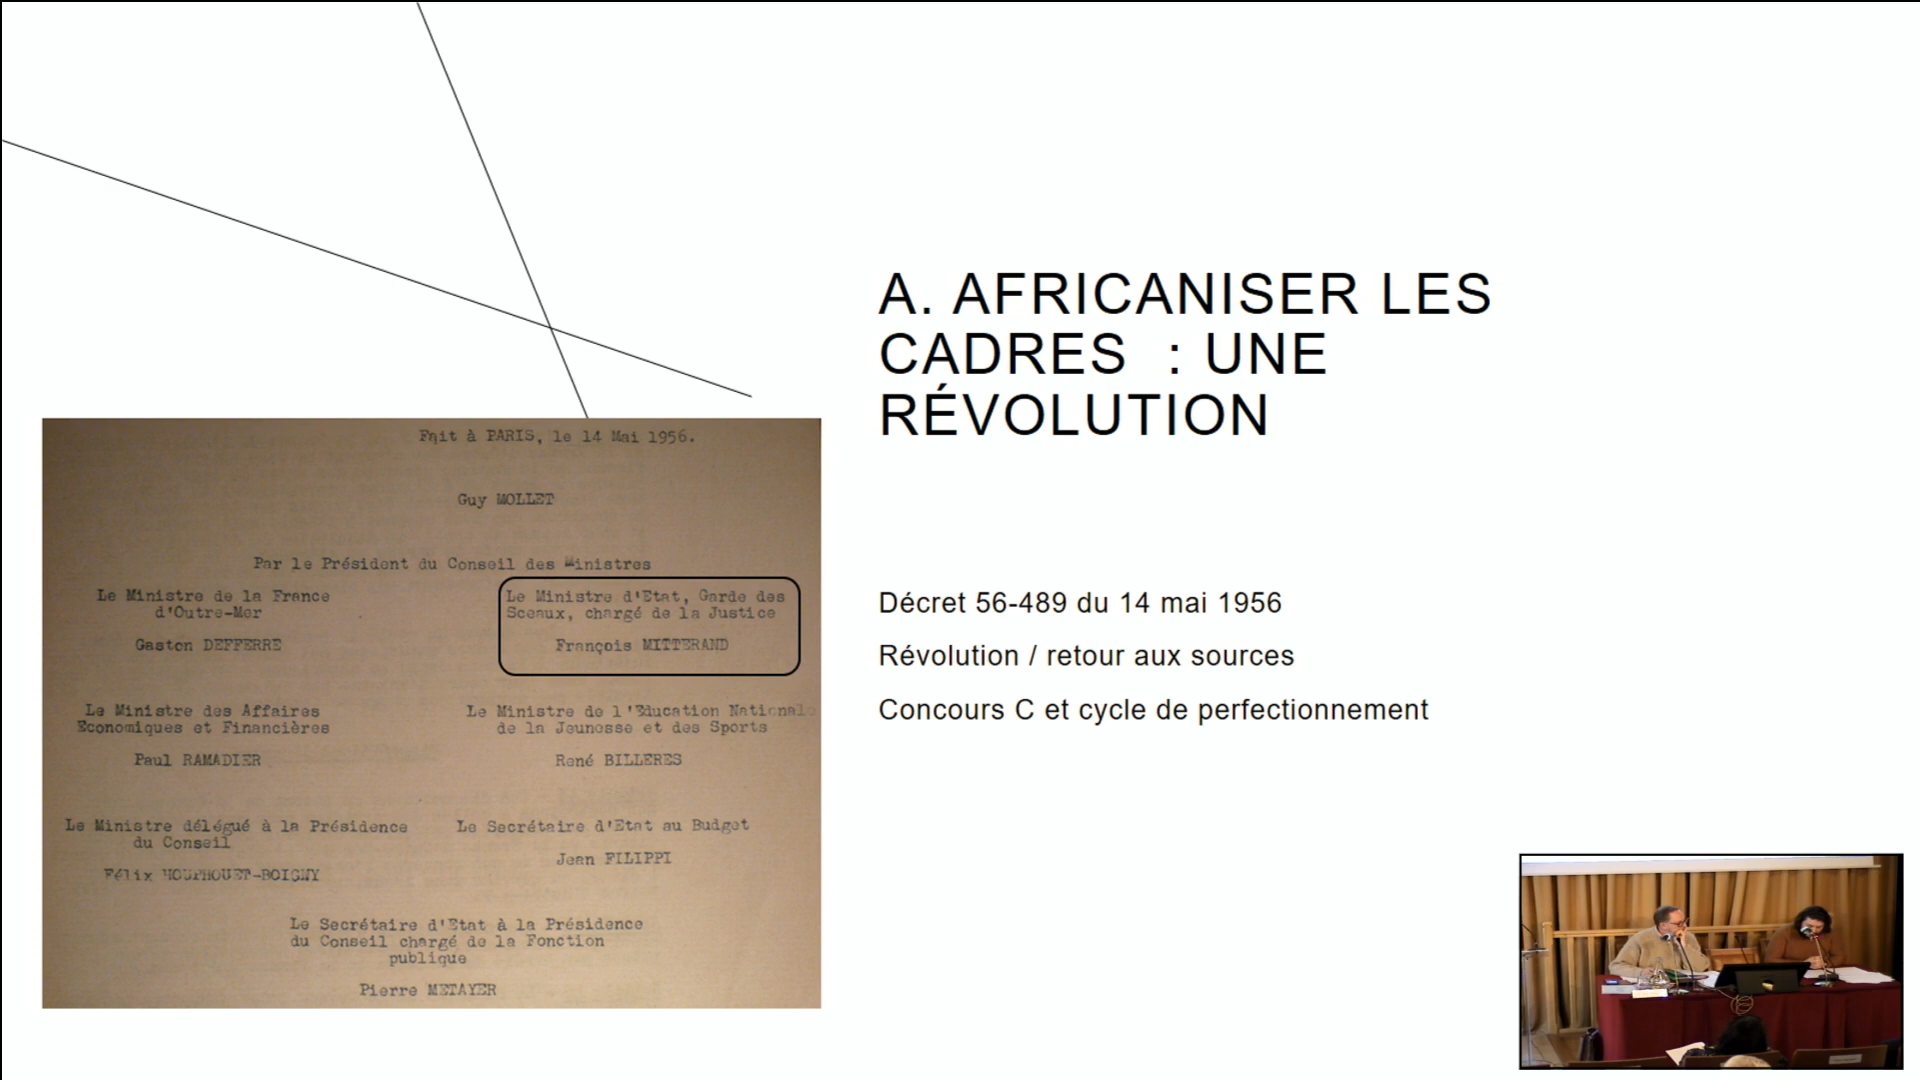 A. AFRICANISER LES
CADRES : UNE
RÉVOLUTION
Décret 56-489 du 14 mai 1956
Révolution / retour aux sources
Concours C et cycle de perfectionnement
Fait à PARIS, le 14 Mai 1956.
Guy MOLLET
Par le Président du Conseil des Ministres
Le Ministre de la France
d'Outre-Mer
Gaston DEFFERRE
Le Ministre d'Etat, Garde des
Sceaux, chargé de la Justice
François MITTERAND
Le Ministre des Affaires
Economiques et Financières
Paul RAMADIER
Le Ministre de l'Education Nationale
de la Jeunesse et des Sports
René BILLERES
Le Ministre délégué à la Présidence
du Conseil
Félix HOUPHOUET-BOIGNY
Le Secrétaire d'Etat au Budget
Jean FILIPPI
Le Secrétaire d'Etat à la Présidence
du Conseil chargé de la Fonction
publique
Pierre METAYER